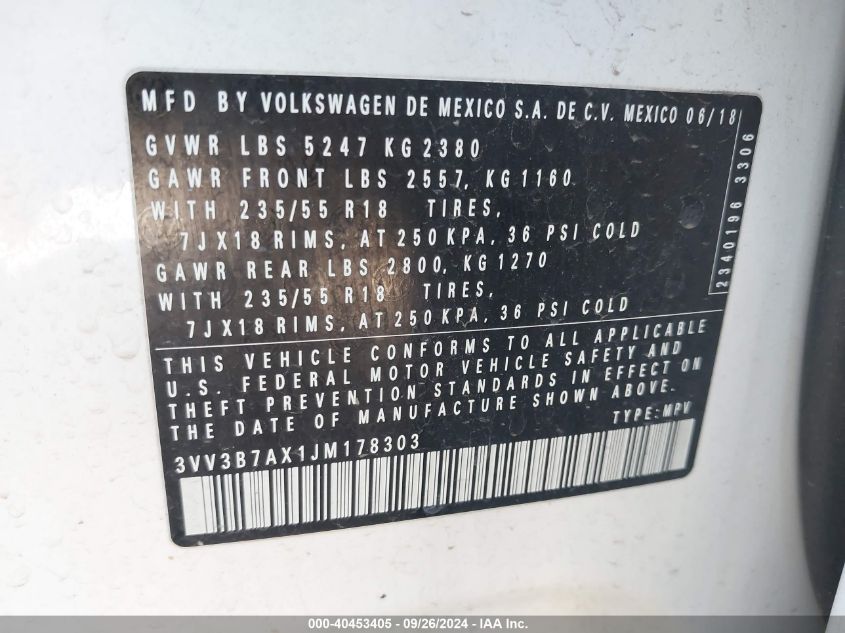 MFD BY VOLKSWAGEN DE MEXICO S.A. DE C.V. MEXICO 06/18
GVWR LBS 5247 KG 2380
GAWR FRONT LBS 2557, KG 1160
WITH 235/55 R18 TIRES,
7JX18 RIMS, AT 250 KPA, 36 PSI COLD
GAWR REAR LBS 2800, KG 1270
WITH 235/55 R18 TIRES,
7JX18 RIMS, AT 250 KPA, 36 PSI COLD
2340196 3306
THIS VEHICLE CONFORMS TO ALL APPLICABLE
U.S. FEDERAL MOTOR VEHICLE SAFETY AND
THEFT PREVENTION STANDARDS IN EFFECT ON
THE DATE OF MANUFACTURE SHOWN ABOVE.
TYPE: MPV
3VV3B7AX1JM178303
000-40453405 - 09/26/2024 - IAA Inc.